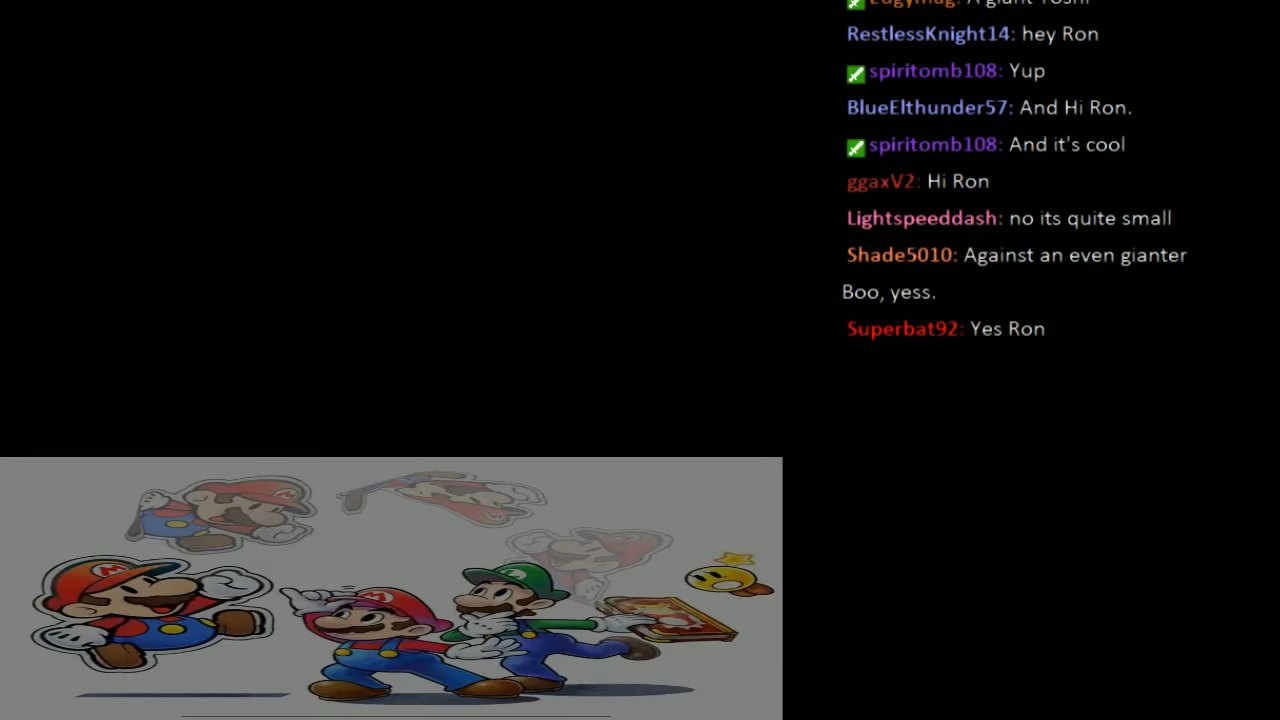 RestlessKnight14: hey Ron
spiritomb108: Yup
BlueElthunder57: And Hi Ron.
spiritomb108: And it's cool
ggaxV2: Hi Ron
Lightspeeddash: no its quite small
Shade5010: Against an even gianter
Boo, yess.
Superbat92: Yes Ron